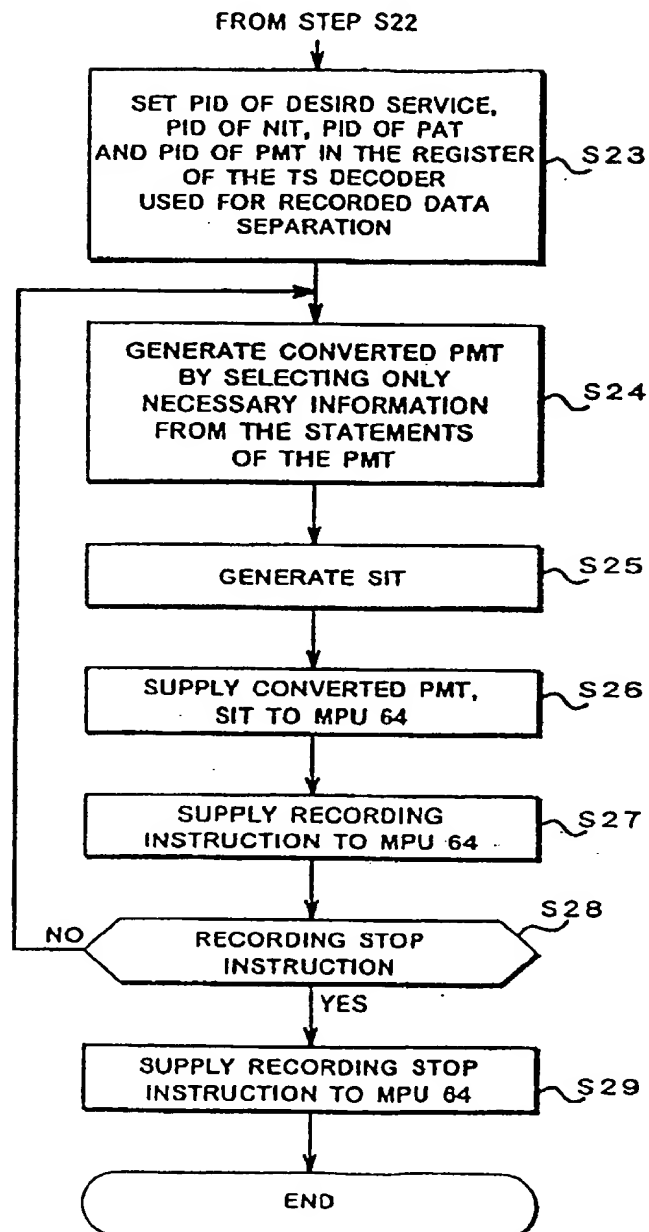 FROM STEP S22
SET PID OF DESIRD SERVICE,
PID OF NIT, PID OF PAT
AND PID OF PMT IN THE REGISTER
OF THE TS DECODER
USED FOR RECORDED DATA
SEPARATION
S23
GENERATE CONVERTED PMT
BY SELECTING ONLY
NECESSARY INFORMATION
FROM THE STATEMENTS
OF THE PMT
S24
GENERATE SIT
S25
SUPPLY CONVERTED PMT,
SIT TO MPU 64
S26
SUPPLY RECORDING
INSTRUCTION TO MPU 64
S27
S28
NO
RECORDING STOP
INSTRUCTION
YES
SUPPLY RECORDING STOP
INSTRUCTION TO MPU 64
S29
END